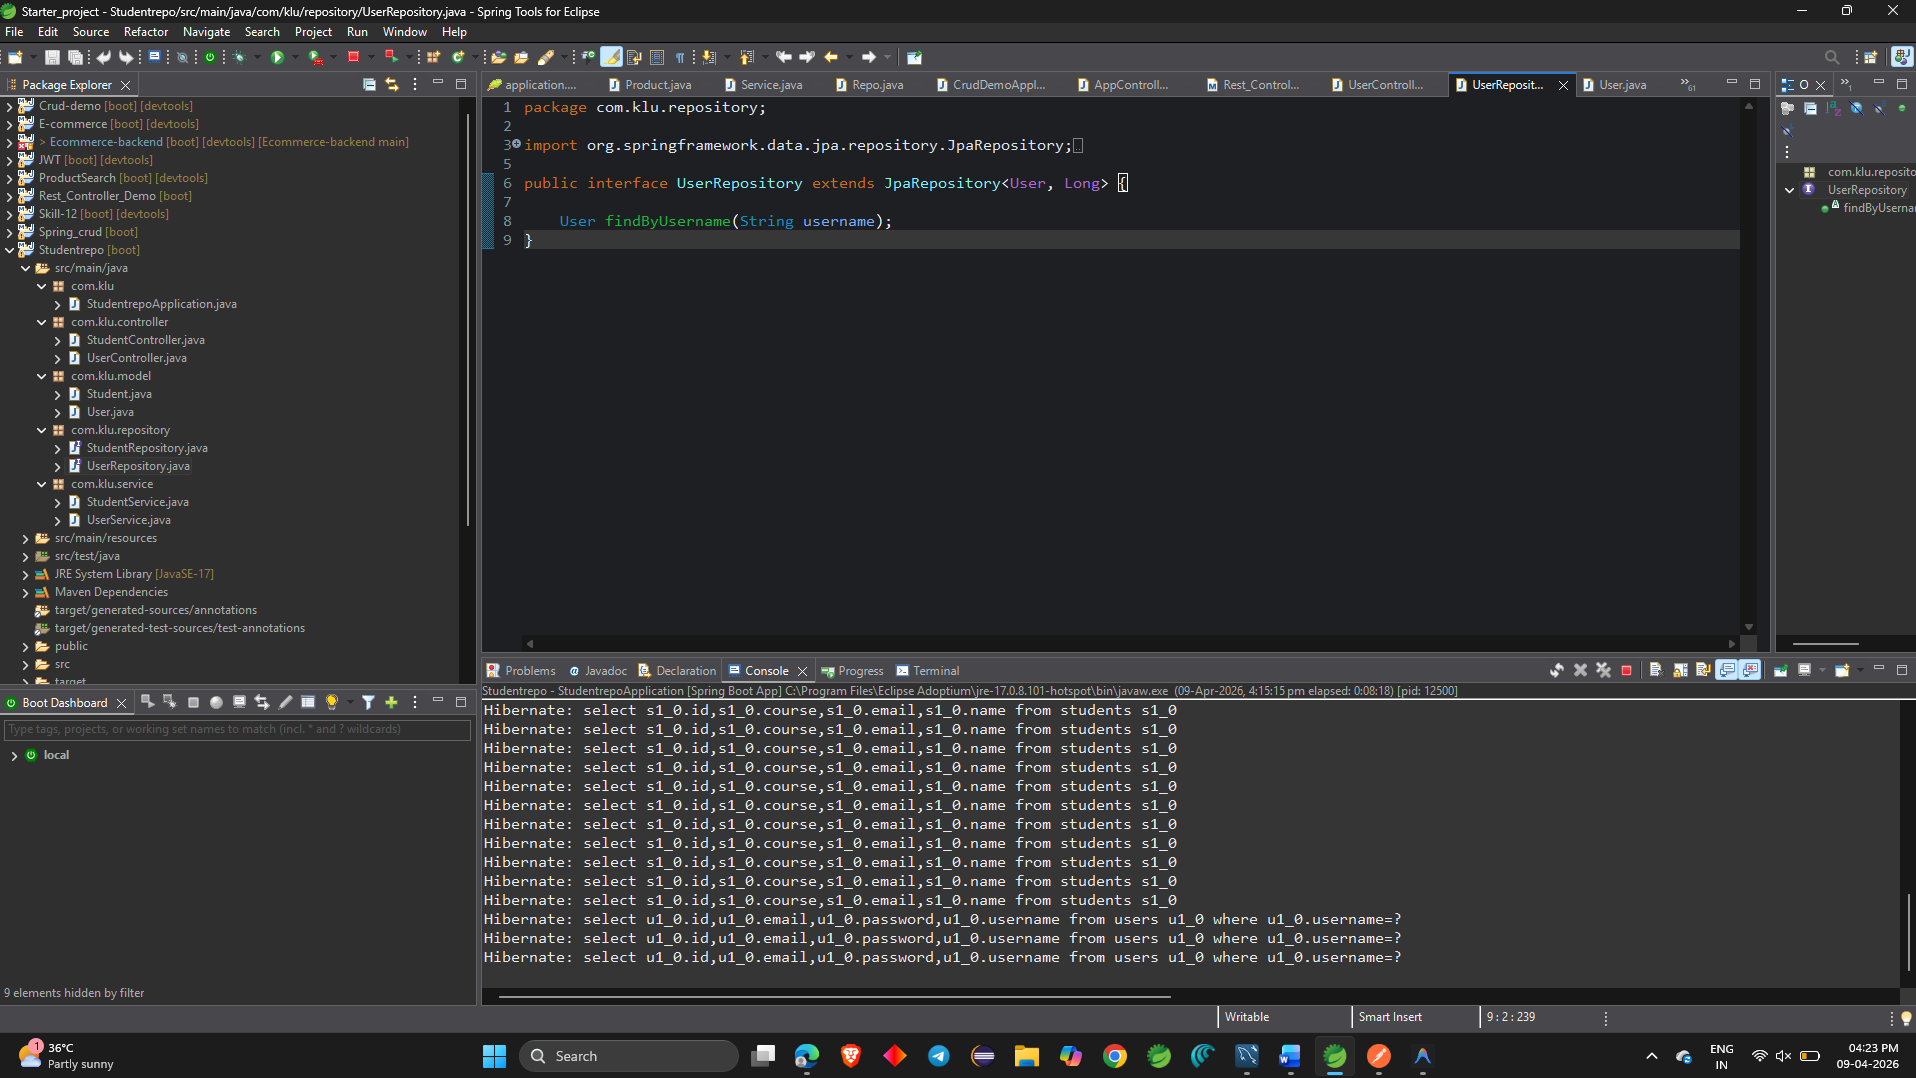 Starter_project - Studentrepo/src/main/java/com/klu/repository/UserRepository.java - Spring Tools for Eclipse
File Edit Source Refactor Navigate Search Project Run Window Help
Package Explorer
Crud-demo [boot] [devtools]
E-commerce [boot] [devtools]
> Ecommerce-backend [boot] [devtools] [Ecommerce-backend main]
JWT [boot] [devtools]
ProductSearch [boot] [devtools]
Rest_Controller_Demo [boot]
Skill-12 [boot] [devtools]
Spring_crud [boot]
Studentrepo [boot]
src/main/java
com.klu
StudentrepoApplication.java
com.klu.controller
StudentController.java
UserController.java
com.klu.model
Student.java
User.java
com.klu.repository
StudentRepository.java
UserRepository.java
com.klu.service
StudentService.java
UserService.java
src/main/resources
src/test/java
JRE System Library [JavaSE-17]
Maven Dependencies
target/generated-sources/annotations
target/generated-test-sources/test-annotations
public
src
target
application.... Product.java Service.java Repo.java CrudDemoAppl... AppControll... Rest_Control... UserControll... UserReposit... User.java »61
1 package com.klu.repository;
2
3 import org.springframework.data.jpa.repository.JpaRepository;
5
6 public interface UserRepository extends JpaRepository<User, Long> {
7
8 User findByUsername(String username);
9 }
O »1
com.klu.reposito
UserRepository
findByUserna
Boot Dashboard
Type tags, projects, or working set names to match (incl. * and ? wildcards)
local
9 elements hidden by filter
Problems Javadoc Declaration Console Progress Terminal
Studentrepo - StudentrepoApplication [Spring Boot App] C:\Program Files\Eclipse Adoptium\jre-17.0.8.101-hotspot\bin\javaw.exe (09-Apr-2026, 4:15:15 pm elapsed: 0:08:18) [pid: 12500]
Hibernate: select s1_0.id,s1_0.course,s1_0.email,s1_0.name from students s1_0
Hibernate: select s1_0.id,s1_0.course,s1_0.email,s1_0.name from students s1_0
Hibernate: select s1_0.id,s1_0.course,s1_0.email,s1_0.name from students s1_0
Hibernate: select s1_0.id,s1_0.course,s1_0.email,s1_0.name from students s1_0
Hibernate: select s1_0.id,s1_0.course,s1_0.email,s1_0.name from students s1_0
Hibernate: select s1_0.id,s1_0.course,s1_0.email,s1_0.name from students s1_0
Hibernate: select s1_0.id,s1_0.course,s1_0.email,s1_0.name from students s1_0
Hibernate: select s1_0.id,s1_0.course,s1_0.email,s1_0.name from students s1_0
Hibernate: select s1_0.id,s1_0.course,s1_0.email,s1_0.name from students s1_0
Hibernate: select s1_0.id,s1_0.course,s1_0.email,s1_0.name from students s1_0
Hibernate: select s1_0.id,s1_0.course,s1_0.email,s1_0.name from students s1_0
Hibernate: select u1_0.id,u1_0.email,u1_0.password,u1_0.username from users u1_0 where u1_0.username=?
Hibernate: select u1_0.id,u1_0.email,u1_0.password,u1_0.username from users u1_0 where u1_0.username=?
Hibernate: select u1_0.id,u1_0.email,u1_0.password,u1_0.username from users u1_0 where u1_0.username=?
Writable Smart Insert 9 : 2 : 239
1
36°C
Partly sunny
Search
ENG
IN
04:23 PM
09-04-2026